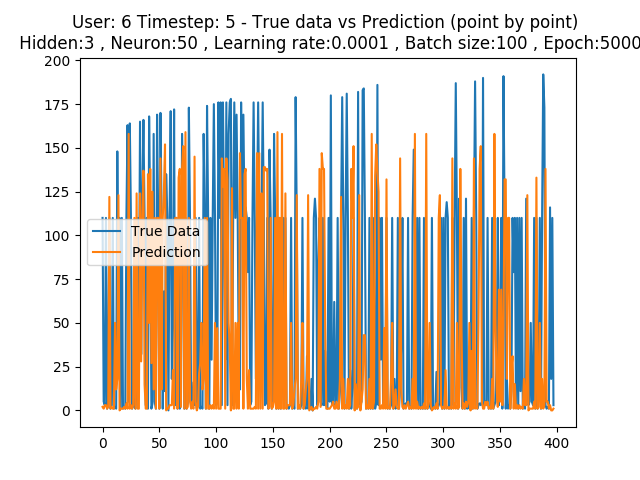 User: 6 Timestep: 5 - True data vs Prediction (point by point)
Hidden:3 , Neuron:50 , Learning rate:0.0001 , Batch size:100 , Epoch:5000
200
175
150
125
100
75
50
25
0
True Data
Prediction
0 50 100 150 200 250 300 350 400